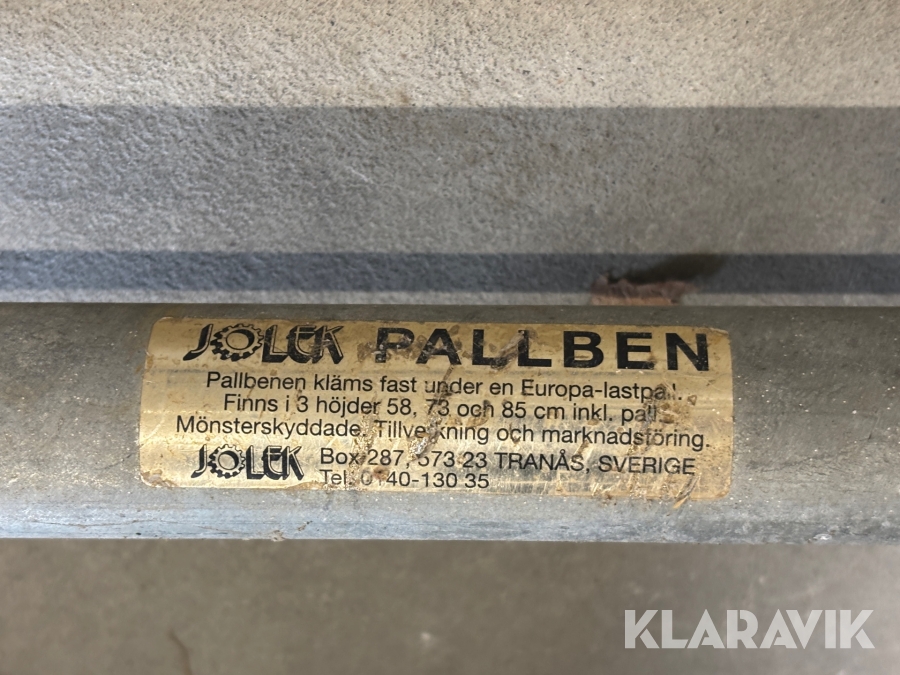 JOLEK PALLBEN
Pallbenen kläms fast under en Europa-lastpall.
Finns i 3 höjder 58, 73 och 85 cm inkl. pall.
Mönsterskyddade. Tillverkning och marknadsföring.
JOLEK Box 287, 573 23 TRANÅS, SVERIGE
Tel. 0140-130 35
KLARAVIK